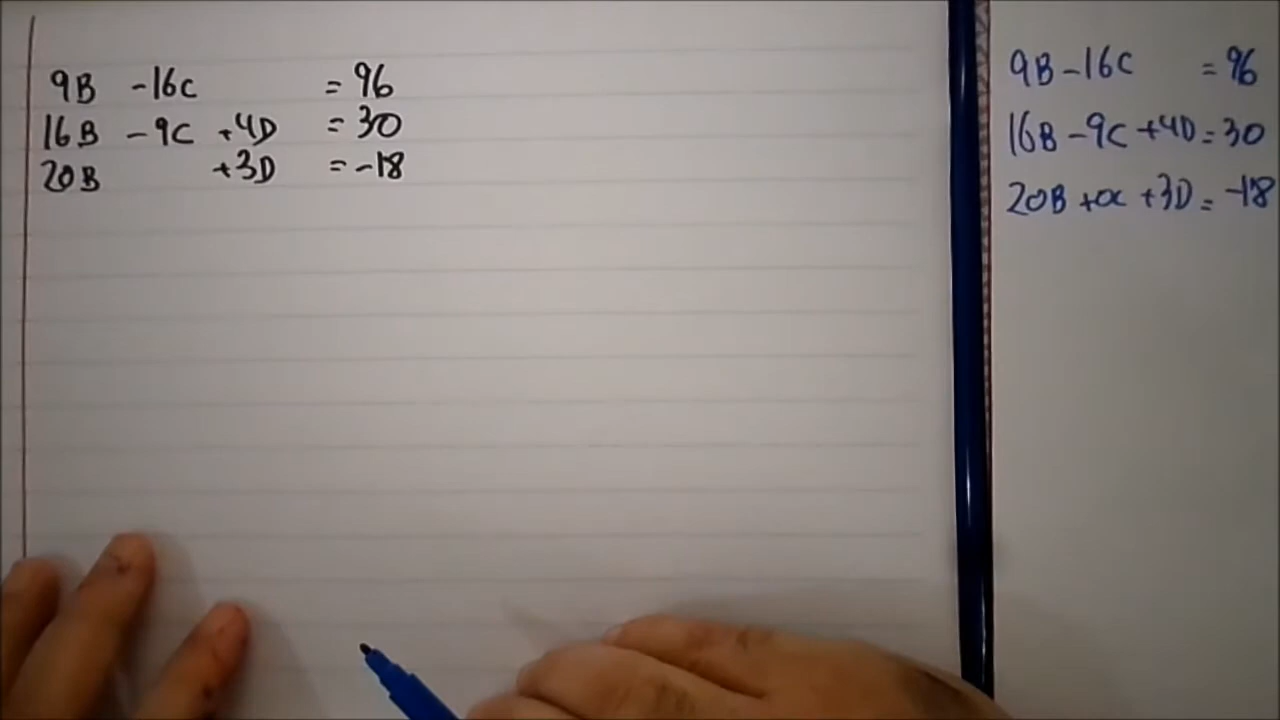 9B -16C = 96
16B - 9C +4D = 30
20B +3D = -18
9B - 16C = 96
16B - 9C + 4D = 30
20B + 0C + 3D = -18